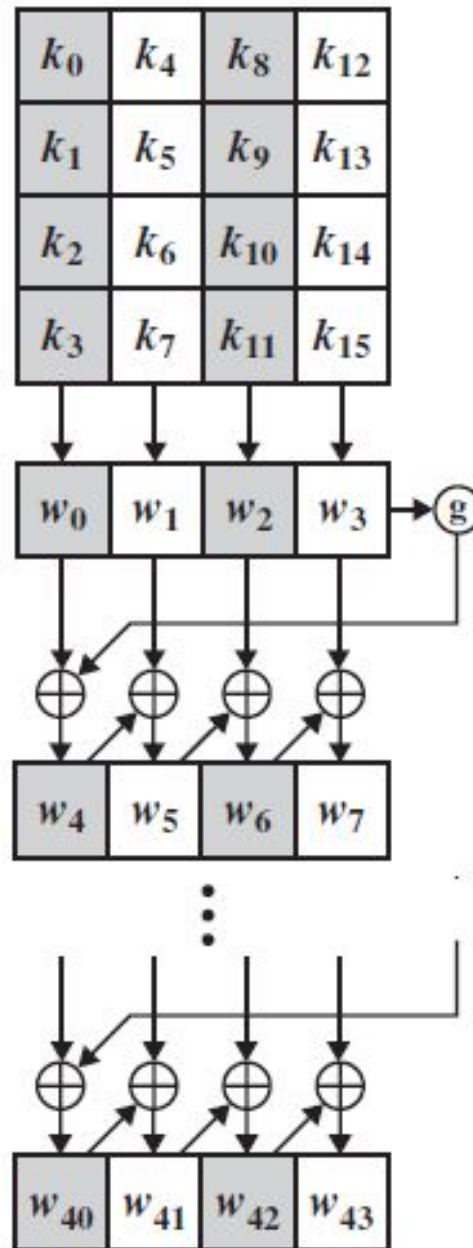 k₀ k₄ k₈ k₁₂
k₁ k₅ k₉ k₁₃
k₂ k₆ k₁₀ k₁₄
k₃ k₇ k₁₁ k₁₅
w₀ w₁ w₂ w₃ g
w₄ w₅ w₆ w₇
w₄₀ w₄₁ w₄₂ w₄₃